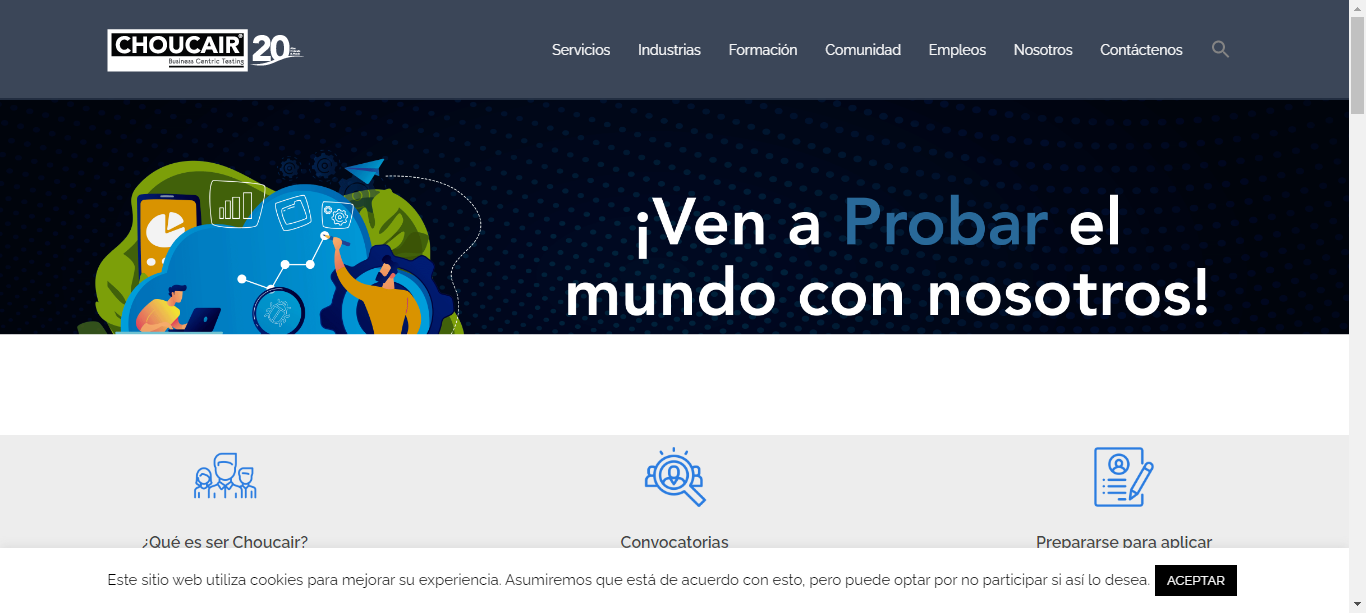 CHOUCAIR®
Business Centric Testing
20
Servicios
Industrias
Formación
Comunidad
Empleos
Nosotros
Contáctenos
¡Ven a Probar el
mundo con nosotros!
¿Qué es ser Choucair?
Convocatorias
Prepararse para aplicar
Este sitio web utiliza cookies para mejorar su experiencia. Asumiremos que está de acuerdo con esto, pero puede optar por no participar si así lo desea.
ACEPTAR